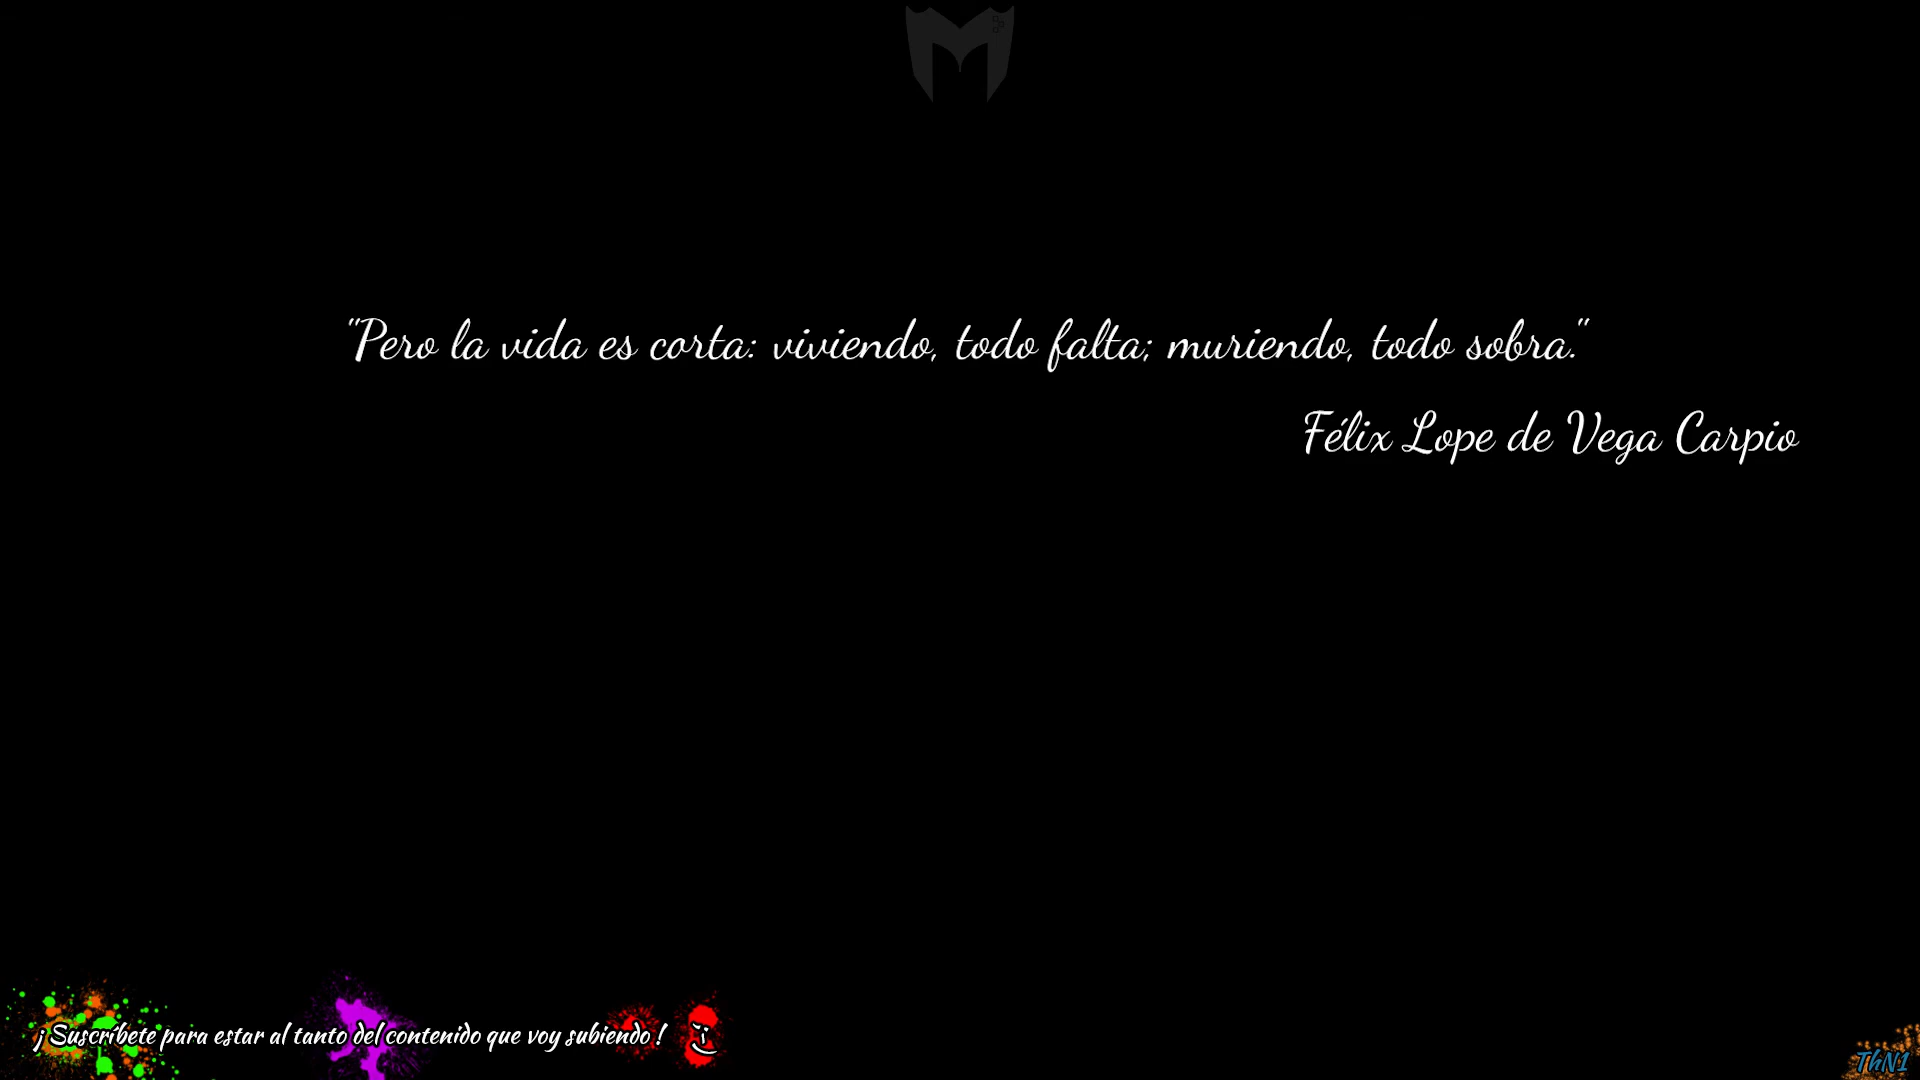 "Pero la vida es corta: viviendo, todo falta; muriendo, todo sobra."
Félix Lope de Vega Carpio
¡ Suscríbete para estar al tanto del contenido que voy subiendo !
ThN1